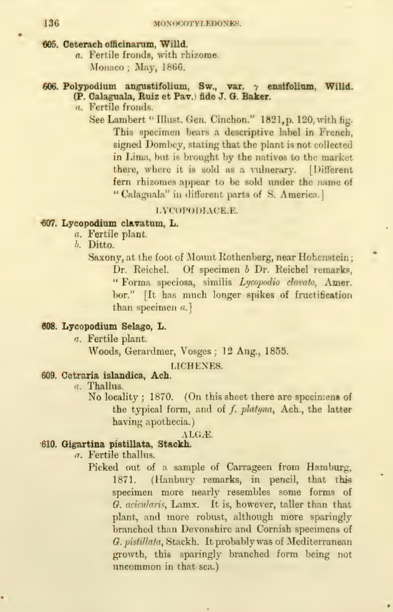 136 MONOCOTYLEDONES.
605. Ceterach officinarum, Willd.
a. Fertile fronds, with rhizome.
Monaco ; May, 1866.
606. Polypodium angustifolium, Sw., var. γ ensifolium, Willd.
(P. Calaguala, Ruiz et Pav.) fide J. G. Baker.
a. Fertile fronds.
See Lambert “ Illust. Gen. Cinchon.” 1821, p. 120, with fig.
This specimen bears a descriptive label in French,
signed Dombey, stating that the plant is not collected
in Lima, but is brought by the natives to the market
there, where it is sold as a vulnerary. [Different
fern rhizomes appear to be sold under the name of
“ Calaguala” in different parts of S. America.]
LYCOPODIACEÆ.
607. Lycopodium clavatum, L.
a. Fertile plant.
b. Ditto.
Saxony, at the foot of Mount Rothenberg, near Hohenstein ;
Dr. Reichel. Of specimen b Dr. Reichel remarks,
“ Forma speciosa, similis Lycopodio clavato, Amer.
bor.” [It has much longer spikes of fructification
than specimen a.]
608. Lycopodium Selago, L.
a. Fertile plant.
Woods, Gerardmer, Vosges ; 12 Aug., 1855.
LICHENES.
609. Cetraria islandica, Ach.
a. Thallus.
No locality ; 1870. (On this sheet there are specimens of
the typical form, and of f. platyna, Ach., the latter
having apothecia.)
ALGÆ.
610. Gigartina pistillata, Stackh.
a. Fertile thallus.
Picked out of a sample of Carrageen from Hamburg,
1871. (Hanbury remarks, in pencil, that this
specimen more nearly resembles some forms of
G. acicularis, Lamx. It is, however, taller than that
plant, and more robust, although more sparingly
branched than Devonshire and Cornish specimens of
G. pistillata, Stackh. It probably was of Mediterranean
growth, this sparingly branched form being not
uncommon in that sea.)